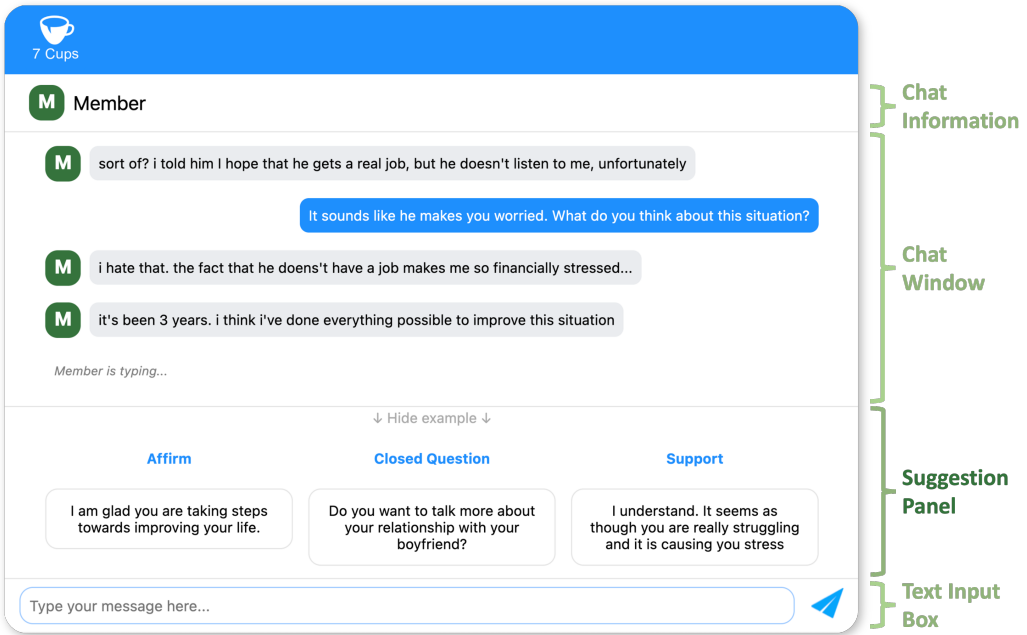 7 Cups
M Member
Chat
Information
M sort of? i told him I hope that he gets a real job, but he doesn't listen to me, unfortunately
It sounds like he makes you worried. What do you think about this situation?
M i hate that. the fact that he doens't have a job makes me so financially stressed...
Chat
Window
M it's been 3 years. i think i've done everything possible to improve this situation
Member is typing...
↓ Hide example ↓
Affirm
I am glad you are taking steps
towards improving your life.
Closed Question
Do you want to talk more about
your relationship with your
boyfriend?
Support
I understand. It seems as
though you are really struggling
and it is causing you stress
Suggestion
Panel
Type your message here...
Text Input
Box